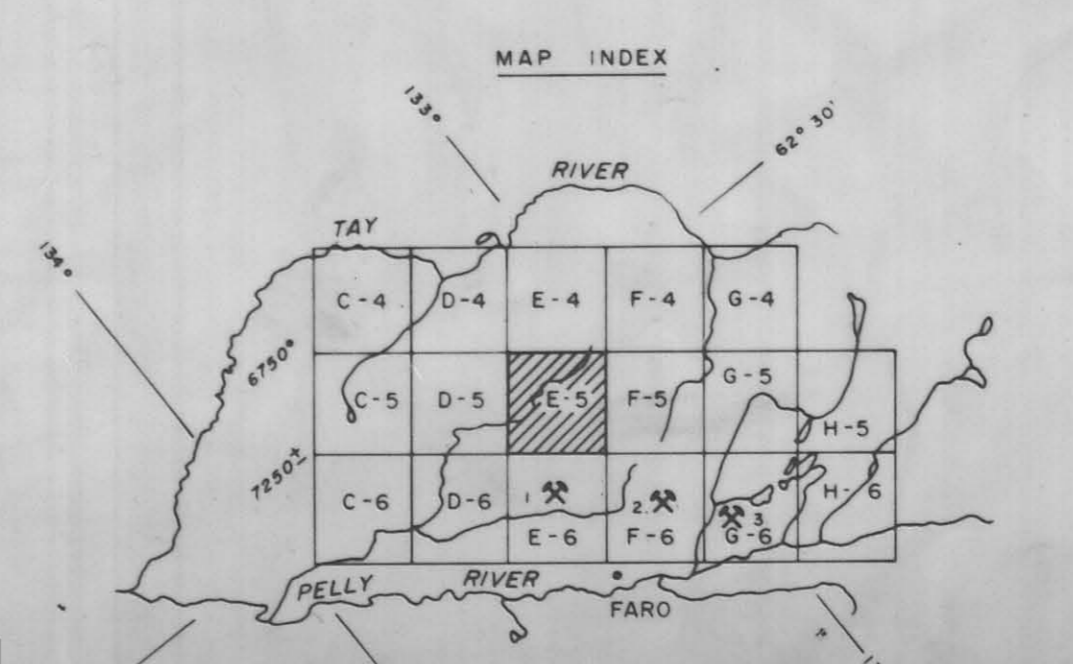 MAP INDEX
133°
62° 30'
RIVER
TAY
134°
C-4 D-4 E-4 F-4 G-4
6750°
G-5
C-5 D-5 E-5 F-5
H-5
7250±
C-6 D-6 1 2. H-6
3
E-6 F-6 G-6
PELLY RIVER
FARO